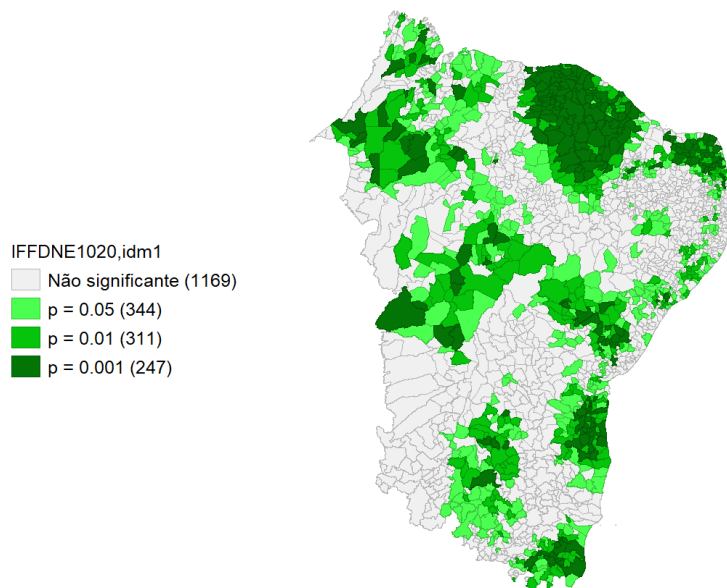 IFFDNE1020,idm1
Não significante (1169)
p = 0.05 (344)
p = 0.01 (311)
p = 0.001 (247)